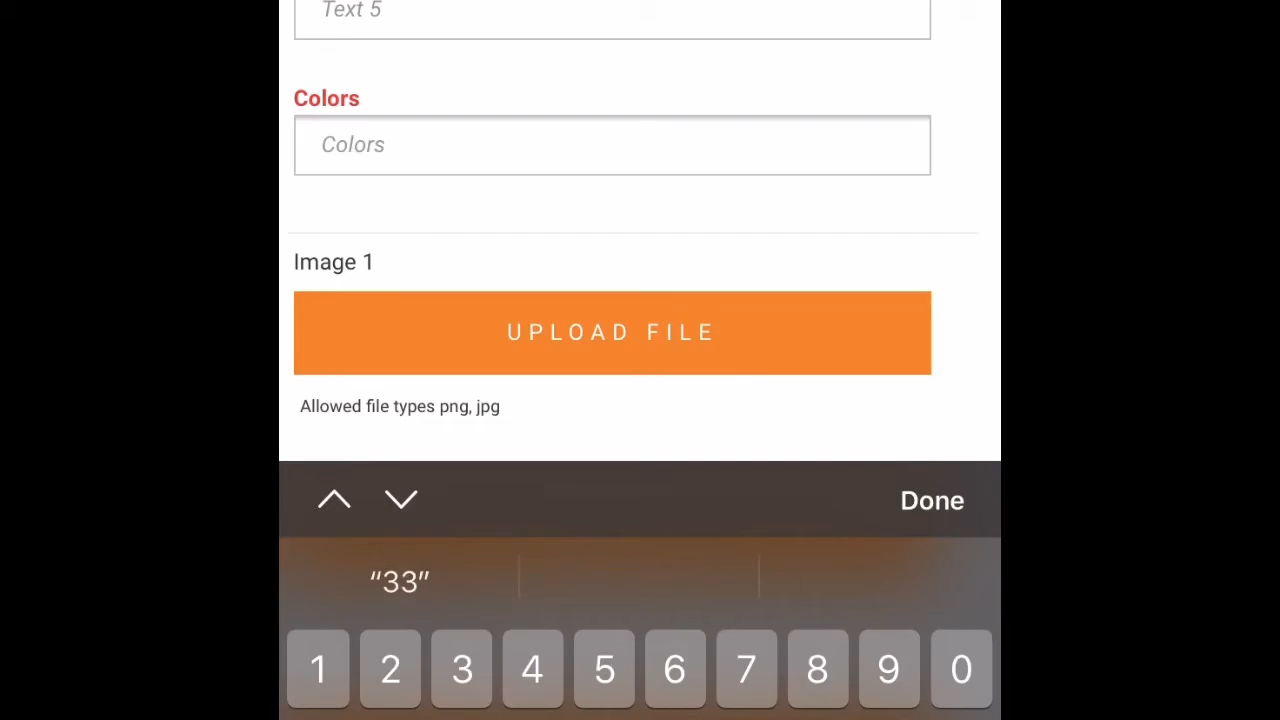 Text 5
Colors
Colors
Image 1
UPLOAD FILE
Allowed file types png, jpg
Done
“33”
1 2 3 4 5 6 7 8 9 0